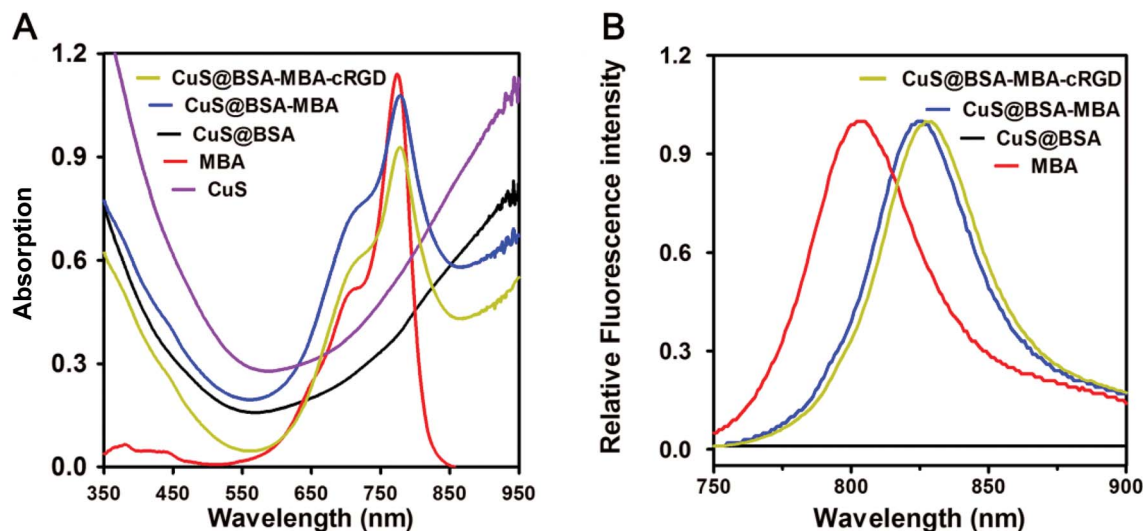 A
1.2
0.9
0.6
0.3
0.0
Absorption
CuS@BSA-MBA-cRGD
CuS@BSA-MBA
CuS@BSA
MBA
CuS
350 450 550 650 750 850 950
Wavelength (nm)
B
1.2
0.9
0.6
0.3
0.0
Relative Fluorescence intensity
CuS@BSA-MBA-cRGD
CuS@BSA-MBA
CuS@BSA
MBA
750 800 850 900
Wavelength (nm)